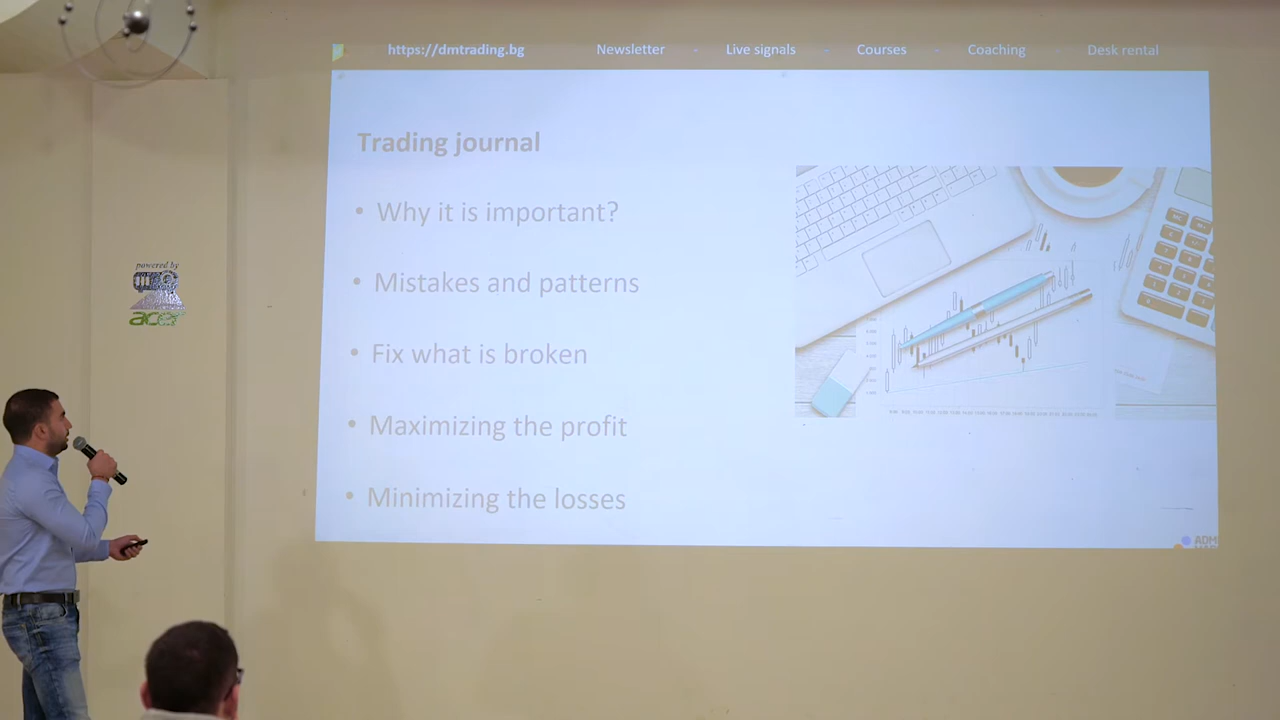 https://dmtrading.bg Newsletter - Live signals - Courses - Coaching - Desk rental
Trading journal
• Why it is important?
• Mistakes and patterns
• Fix what is broken
• Maximizing the profit
• Minimizing the losses
powered by
acer
ADM